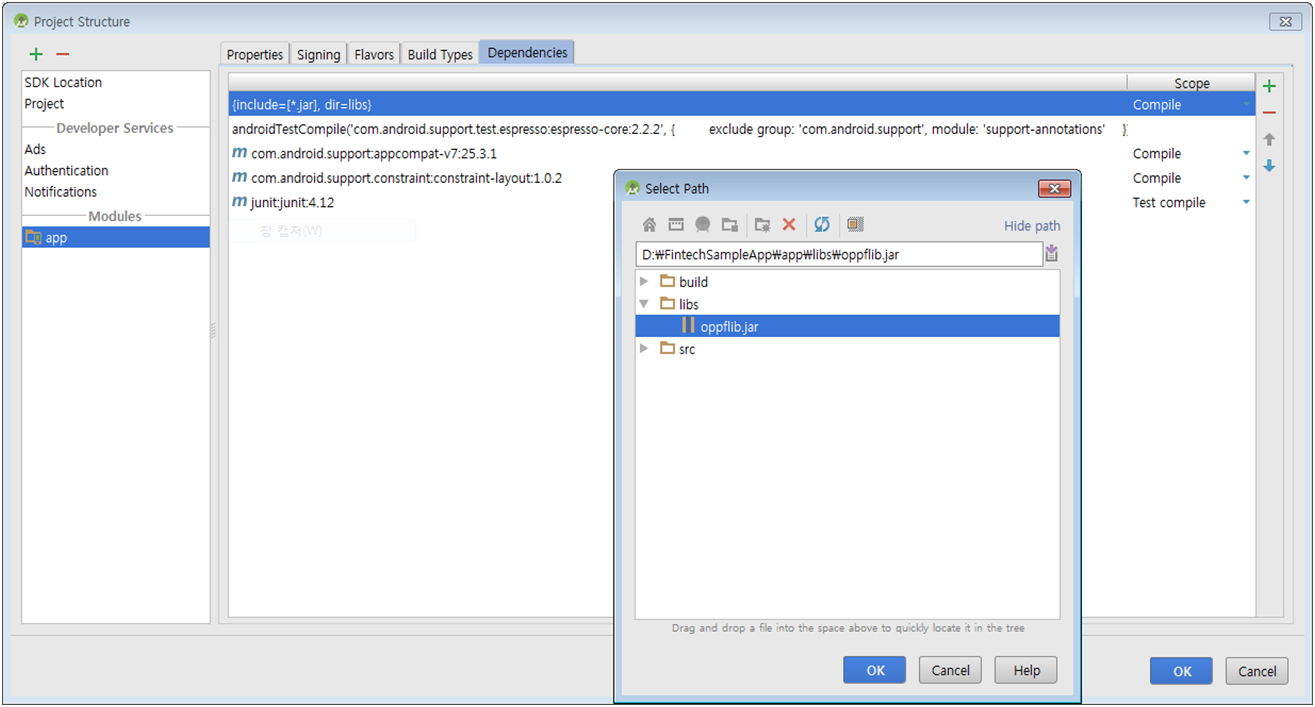 Project Structure
SDK Location
Project
Developer Services
Ads
Authentication
Notifications
Modules
app
Properties
Signing
Flavors
Build Types
Dependencies
Scope
{include=[*.jar], dir=libs}
Compile
androidTestCompile('com.android.support.test.espresso:espresso-core:2.2.2', { exclude group: 'com.android.support', module: 'support-annotations' }
m com.android.support:appcompat-v7:25.3.1
Compile
m com.android.support.constraint:constraint-layout:1.0.2
Compile
m junit:junit:4.12
Test compile
창 캡처(W)
Select Path
Hide path
D:₩FintechSampleApp₩app₩libs₩oppflib.jar
build
libs
oppflib.jar
src
Drag and drop a file into the space above to quickly locate it in the tree
OK
Cancel
Help
OK
Cancel